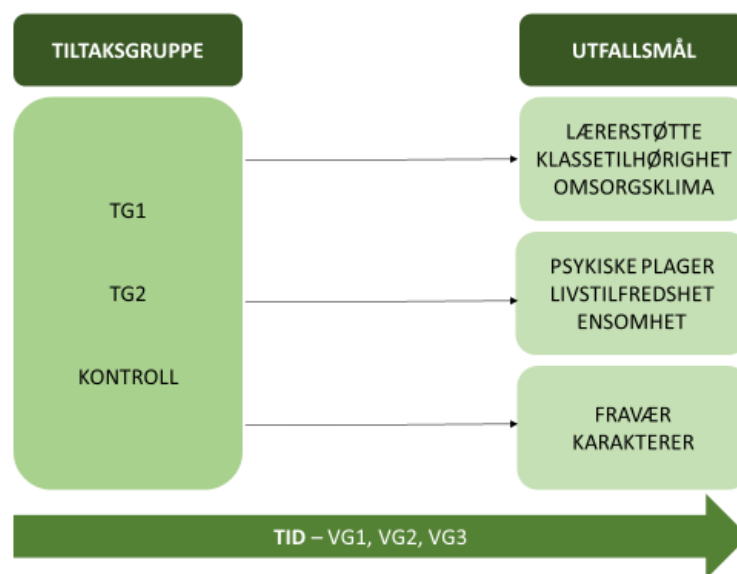 TILTAKSGRUPPE
UTFALLSMÅL
TG1
TG2
KONTROLL
LÆRERSTØTTE
KLASSETILHØRIGHET
OMSORGSKLIMA
PSYKISKE PLAGER
LIVSTILFREDSHET
ENSOMHET
FRAVÆR
KARAKTERER
TID – VG1, VG2, VG3